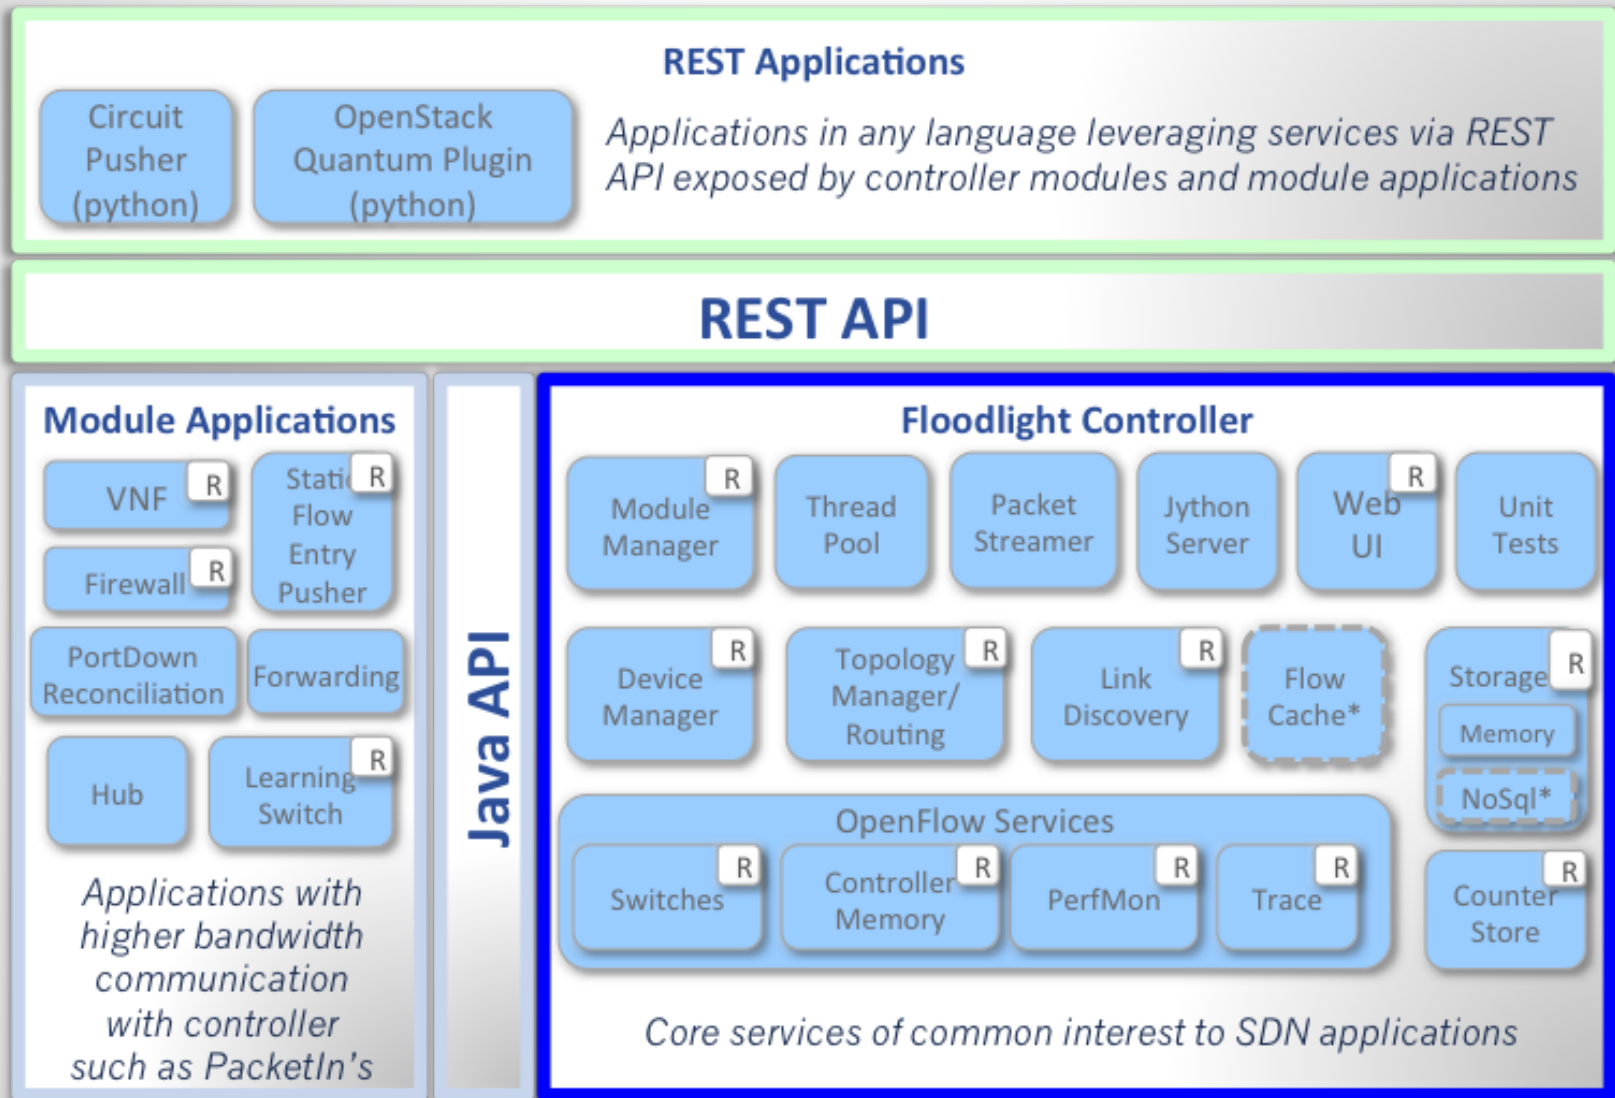 REST Applications
Circuit
Pusher
(python)
OpenStack
Quantum Plugin
(python)
Applications in any language leveraging services via REST
API exposed by controller modules and module applications
REST API
Module Applications
VNF
R
Static
Flow
Entry
Pusher
R
Firewall
R
PortDown
Reconciliation
Forwarding
Hub
Learning
Switch
R
Applications with
higher bandwidth
communication
with controller
such as PacketIn's
Java API
Floodlight Controller
Module
Manager
R
Thread
Pool
Packet
Streamer
Jython
Server
Web
UI
R
Unit
Tests
Device
Manager
R
Topology
Manager/
Routing
R
Link
Discovery
R
Flow
Cache*
Storage
R
Memory
NoSql*
OpenFlow Services
Switches
R
Controller
Memory
R
PerfMon
R
Trace
R
Counter
Store
R
Core services of common interest to SDN applications